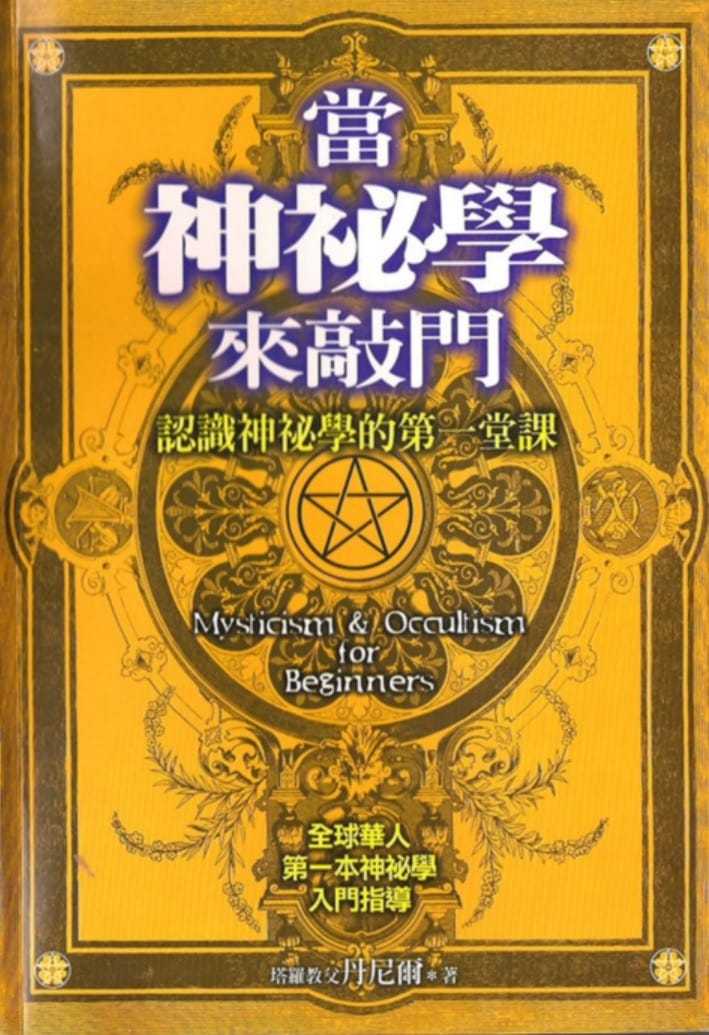 當
神祕學
來敲門
認識神祕學的第一堂課
Mysticism & Occultism
for
Beginners
全球華人
第一本神祕學
入門指導
塔羅教父丹尼爾＊著